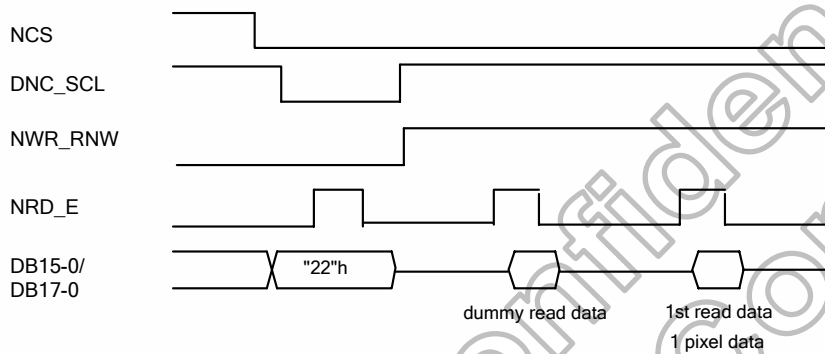 NCS
DNC_SCL
NWR_RNW
NRD_E
DB15-0/
DB17-0
"22"h
dummy read data
1st read data
1 pixel data